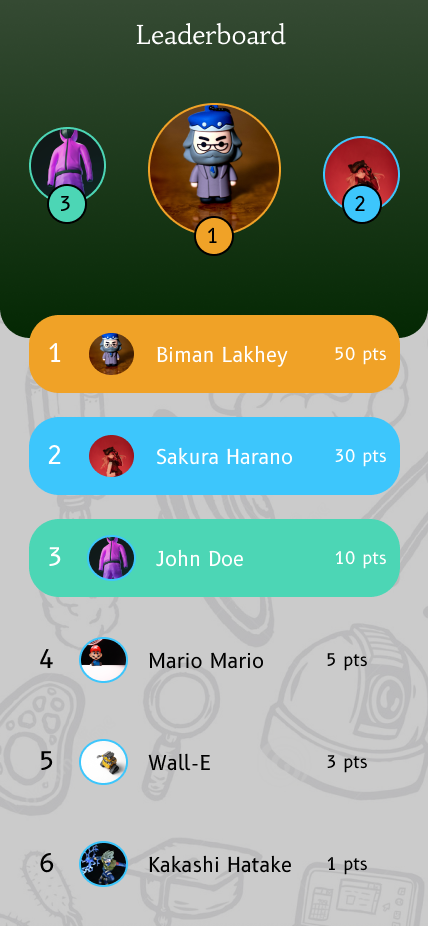 Leaderboard
3
1
2
1 Biman Lakhey 50 pts
2 Sakura Harano 30 pts
3 John Doe 10 pts
4 Mario Mario 5 pts
5 Wall-E 3 pts
6 Kakashi Hatake 1 pts